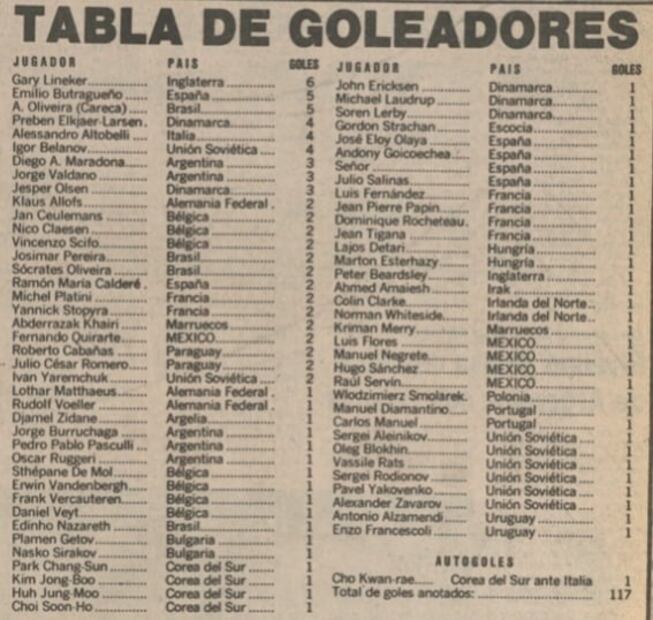 TABLA DE GOLEADORES
JUGADOR PAIS GOLES
Gary Lineker Inglaterra 6
Emilio Butragueño España 5
A. Oliveira (Careca) Brasil 5
Preben Elkjaer-Larsen Dinamarca 4
Alessandro Altobelli Italia 4
Igor Belanov Unión Soviética 4
Diego A. Maradona Argentina 3
Jorge Valdano Argentina 3
Jesper Olsen Dinamarca 3
Klaus Allofs Alemania Federal 2
Jan Ceulemans Bélgica 2
Nico Claesen Bélgica 2
Vincenzo Scifo Bélgica 2
Josimar Pereira Brasil 2
Sócrates Oliveira Brasil 2
Ramón María Calderé España 2
Michel Platini Francia 2
Yannick Stopyra Francia 2
Abderrazak Khairi Marruecos 2
Fernando Quirarte MEXICO 2
Roberto Cabañas Paraguay 2
Julio César Romero Paraguay 2
Ivan Yaremchuk Unión Soviética 2
Lothar Matthaeus Alemania Federal 1
Rudolf Voeller Alemania Federal 1
Djamel Zidane Argelia 1
Jorge Burruchaga Argentina 1
Pedro Pablo Pasculli Argentina 1
Oscar Ruggeri Argentina 1
Sthépane De Mol Bélgica 1
Erwin Vandenbergh Bélgica 1
Frank Vercauteren Bélgica 1
Daniel Veyt Bélgica 1
Edinho Nazareth Brasil 1
Plamen Getov Bulgaria 1
Nasko Sirakov Bulgaria 1
Park Chang-Sun Corea del Sur 1
Kim Jong-Boo Corea del Sur 1
Huh Jung-Moo Corea del Sur 1
Choi Soon-Ho Corea del Sur 1
JUGADOR PAIS GOLES
John Ericksen Dinamarca 1
Michael Laudrup Dinamarca 1
Soren Lerby Dinamarca 1
Gordon Strachan Escocia 1
José Eloy Olaya España 1
Andony Goicoechea España 1
Señor España 1
Julio Salinas España 1
Luis Fernández Francia 1
Jean Pierre Papin Francia 1
Dominique Rocheteau Francia 1
Jean Tigana Francia 1
Lajos Detari Hungría 1
Marton Esterhazy Hungría 1
Peter Beardsley Inglaterra 1
Ahmed Amaiesh Irak 1
Colin Clarke Irlanda del Norte 1
Norman Whiteside Irlanda del Norte 1
Kriman Merry Marruecos 1
Luis Flores MEXICO 1
Manuel Negrete MEXICO 1
Hugo Sánchez MEXICO 1
Raúl Servín MEXICO 1
Wlodzimierz Smolarek Polonia 1
Manuel Diamantino Portugal 1
Carlos Manuel Portugal 1
Sergei Aleinikov Unión Soviética 1
Oleg Blokhin Unión Soviética 1
Vassile Rats Unión Soviética 1
Sergei Rodionov Unión Soviética 1
Pavel Yakovenko Unión Soviética 1
Alexander Zavarov Unión Soviética 1
Antonio Alzamendi Uruguay 1
Enzo Francescoli Uruguay 1
AUTOGOLES
Cho Kwan-rae Corea del Sur ante Italia 1
Total de goles anotados: 117